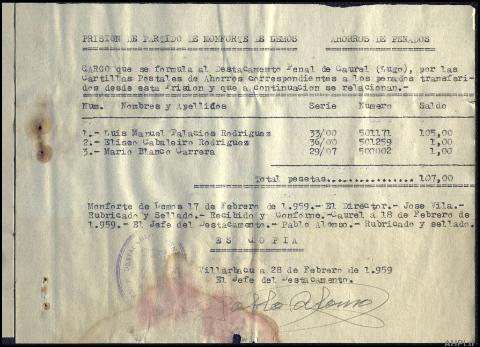 PRISION DE PARTIDO DE MONFORTE DE LEMOS AHORROS DE PENADOS
CARGO que se formula al Destacamento Penal de Caurel (Lugo), por las
Cartillas Postales de Ahorros correspondientes a los penados transferi-
dos desde esta Prision y que a continuacion se relacionan.-
Num. Nombres y Apellidos Serie Numero Saldo
1.- Luis Manuel Palacios Rodriguez 33/00 501171 105,00
2.- Eliseo Cabaleiro Rodriguez 36/00 501259 1,00
3.- Mario Blanco Carrera 29/07 500002 1,00
Total pesetas............... 107,00
Monforte de Lemos 17 de Febrero de 1.959.- El Director.- Jose Vila.-
Rubricado y Sellado.- Recibido y Conforme.-Caurel a 18 de Febrero de
1.959.- El Jefe del Destacamento.- Pablo Alonso.- Rubricado y sellado.
ES COPIA
Villarbacu a 28 de Febrero de 1.959
El Jefe del Destacamento.
Pablo Alonso